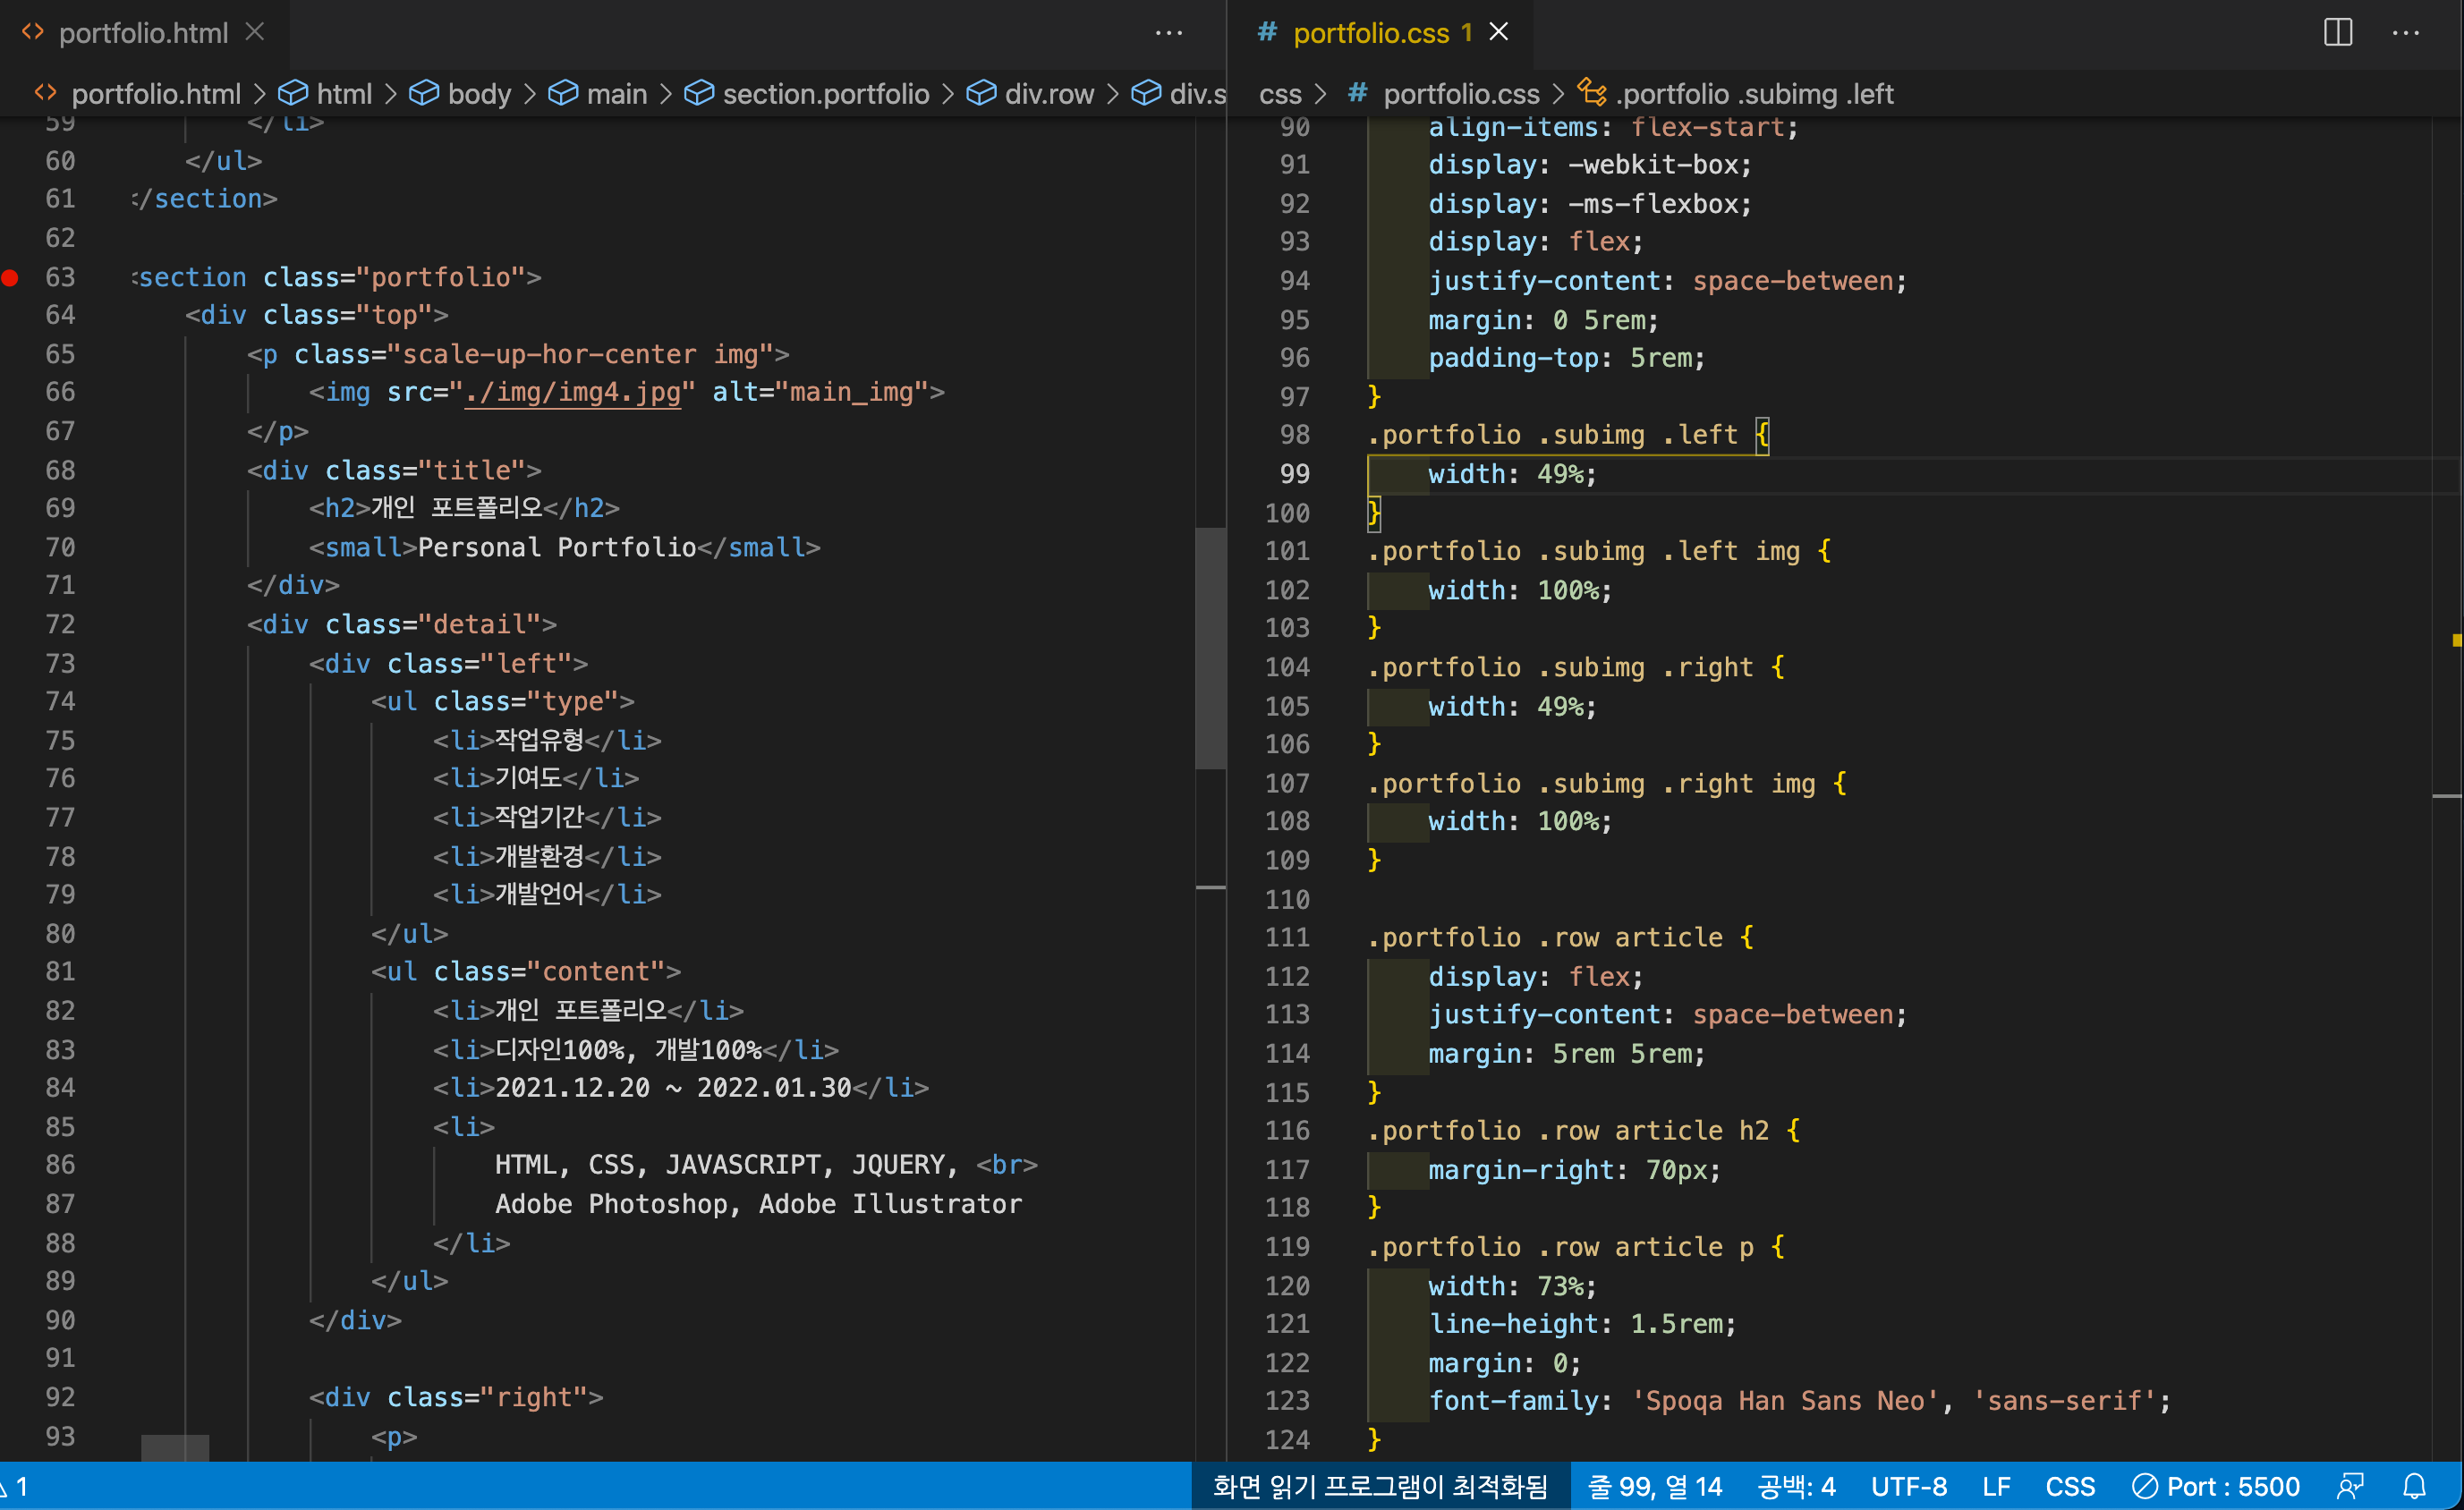 portfolio.html
portfolio.html > html > body > main > section.portfolio > div.row > div.s
59 </li>
60 </ul>
61 </section>
62
63 <section class="portfolio">
64 <div class="top">
65 <p class="scale-up-hor-center img">
66 <img src="./img/img4.jpg" alt="main_img">
67 </p>
68 <div class="title">
69 <h2>개인 포트폴리오</h2>
70 <small>Personal Portfolio</small>
71 </div>
72 <div class="detail">
73 <div class="left">
74 <ul class="type">
75 <li>작업유형</li>
76 <li>기여도</li>
77 <li>작업기간</li>
78 <li>개발환경</li>
79 <li>개발언어</li>
80 </ul>
81 <ul class="content">
82 <li>개인 포트폴리오</li>
83 <li>디자인100%, 개발100%</li>
84 <li>2021.12.20 ~ 2022.01.30</li>
85 <li>
86 HTML, CSS, JAVASCRIPT, JQUERY, <br>
87 Adobe Photoshop, Adobe Illustrator
88 </li>
89 </ul>
90 </div>
91
92 <div class="right">
93 <p>
# portfolio.css 1
css > # portfolio.css > .portfolio .subimg .left
90 align-items: flex-start;
91 display: -webkit-box;
92 display: -ms-flexbox;
93 display: flex;
94 justify-content: space-between;
95 margin: 0 5rem;
96 padding-top: 5rem;
97 }
98 .portfolio .subimg .left {
99 width: 49%;
100 }
101 .portfolio .subimg .left img {
102 width: 100%;
103 }
104 .portfolio .subimg .right {
105 width: 49%;
106 }
107 .portfolio .subimg .right img {
108 width: 100%;
109 }
110
111 .portfolio .row article {
112 display: flex;
113 justify-content: space-between;
114 margin: 5rem 5rem;
115 }
116 .portfolio .row article h2 {
117 margin-right: 70px;
118 }
119 .portfolio .row article p {
120 width: 73%;
121 line-height: 1.5rem;
122 margin: 0;
123 font-family: 'Spoqa Han Sans Neo', 'sans-serif';
124 }
1 화면 읽기 프로그램이 최적화됨 줄 99, 열 14 공백: 4 UTF-8 LF CSS Port : 5500